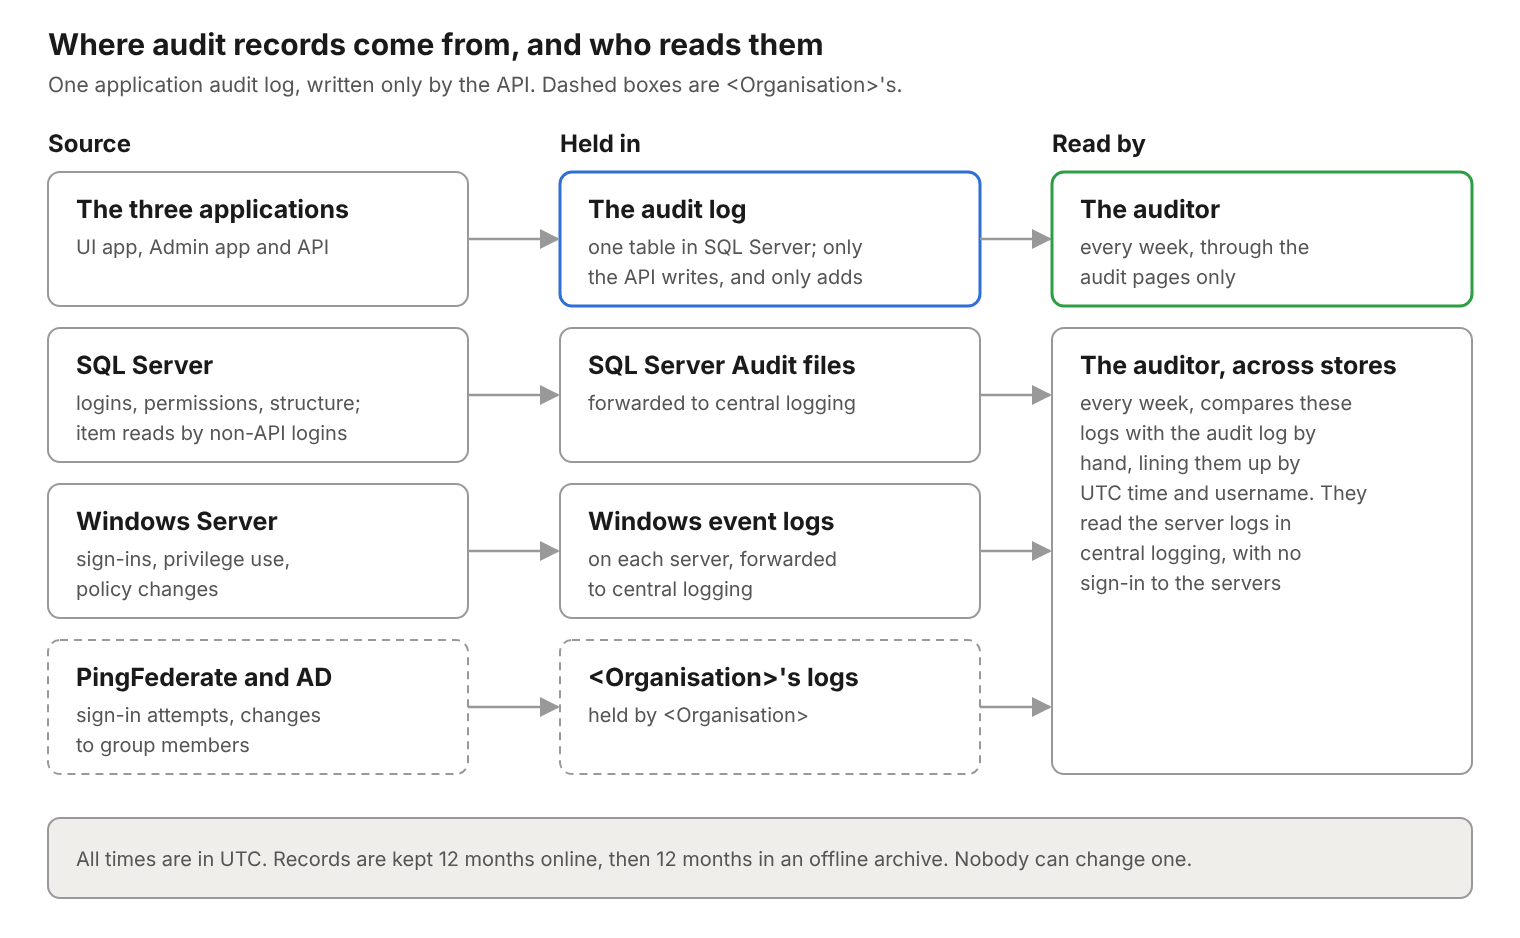 Where audit records come from, and who reads them
One application audit log, written only by the API. Dashed boxes are <Organisation>'s.
Source
Held in
Read by
The three applications
UI app, Admin app and API
The audit log
one table in SQL Server; only
the API writes, and only adds
The auditor
every week, through the
audit pages only
SQL Server
logins, permissions, structure;
item reads by non-API logins
SQL Server Audit files
forwarded to central logging
The auditor, across stores
every week, compares these
logs with the audit log by
hand, lining them up by
UTC time and username. They
read the server logs in
central logging, with no
sign-in to the servers
Windows Server
sign-ins, privilege use,
policy changes
Windows event logs
on each server, forwarded
to central logging
PingFederate and AD
sign-in attempts, changes
to group members
<Organisation>'s logs
held by <Organisation>
All times are in UTC. Records are kept 12 months online, then 12 months in an offline archive. Nobody can change one.